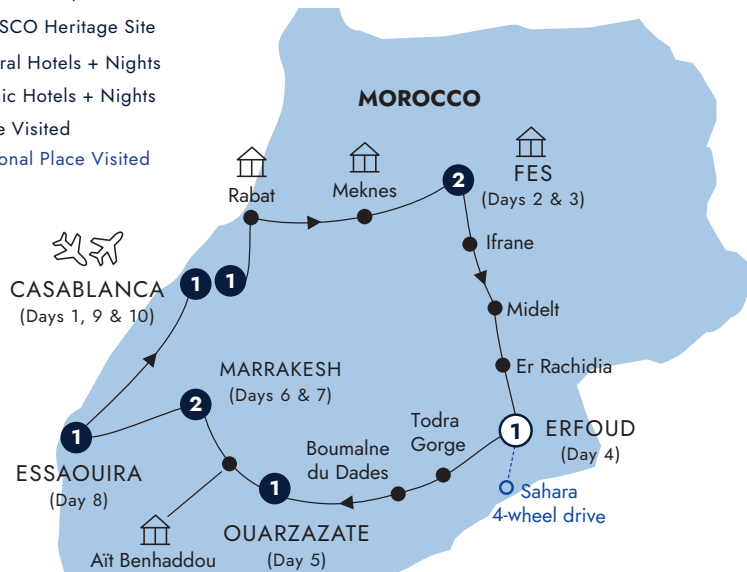 SCO Heritage Site
ral Hotels + Nights
ic Hotels + Nights
e Visited
onal Place Visited
MOROCCO
Rabat
Meknes
2
FES
(Days 2 & 3)
Ifrane
CASABLANCA
(Days 1, 9 & 10)
1
1
Midelt
MARRAKESH
(Days 6 & 7)
2
Er Rachidia
1
ESSAOUIRA
(Day 8)
Todra
Gorge
1
ERFOUD
(Day 4)
Boumalne
du Dades
1
OUARZAZATE
(Day 5)
Sahara
4-wheel drive
Aït Benhaddou